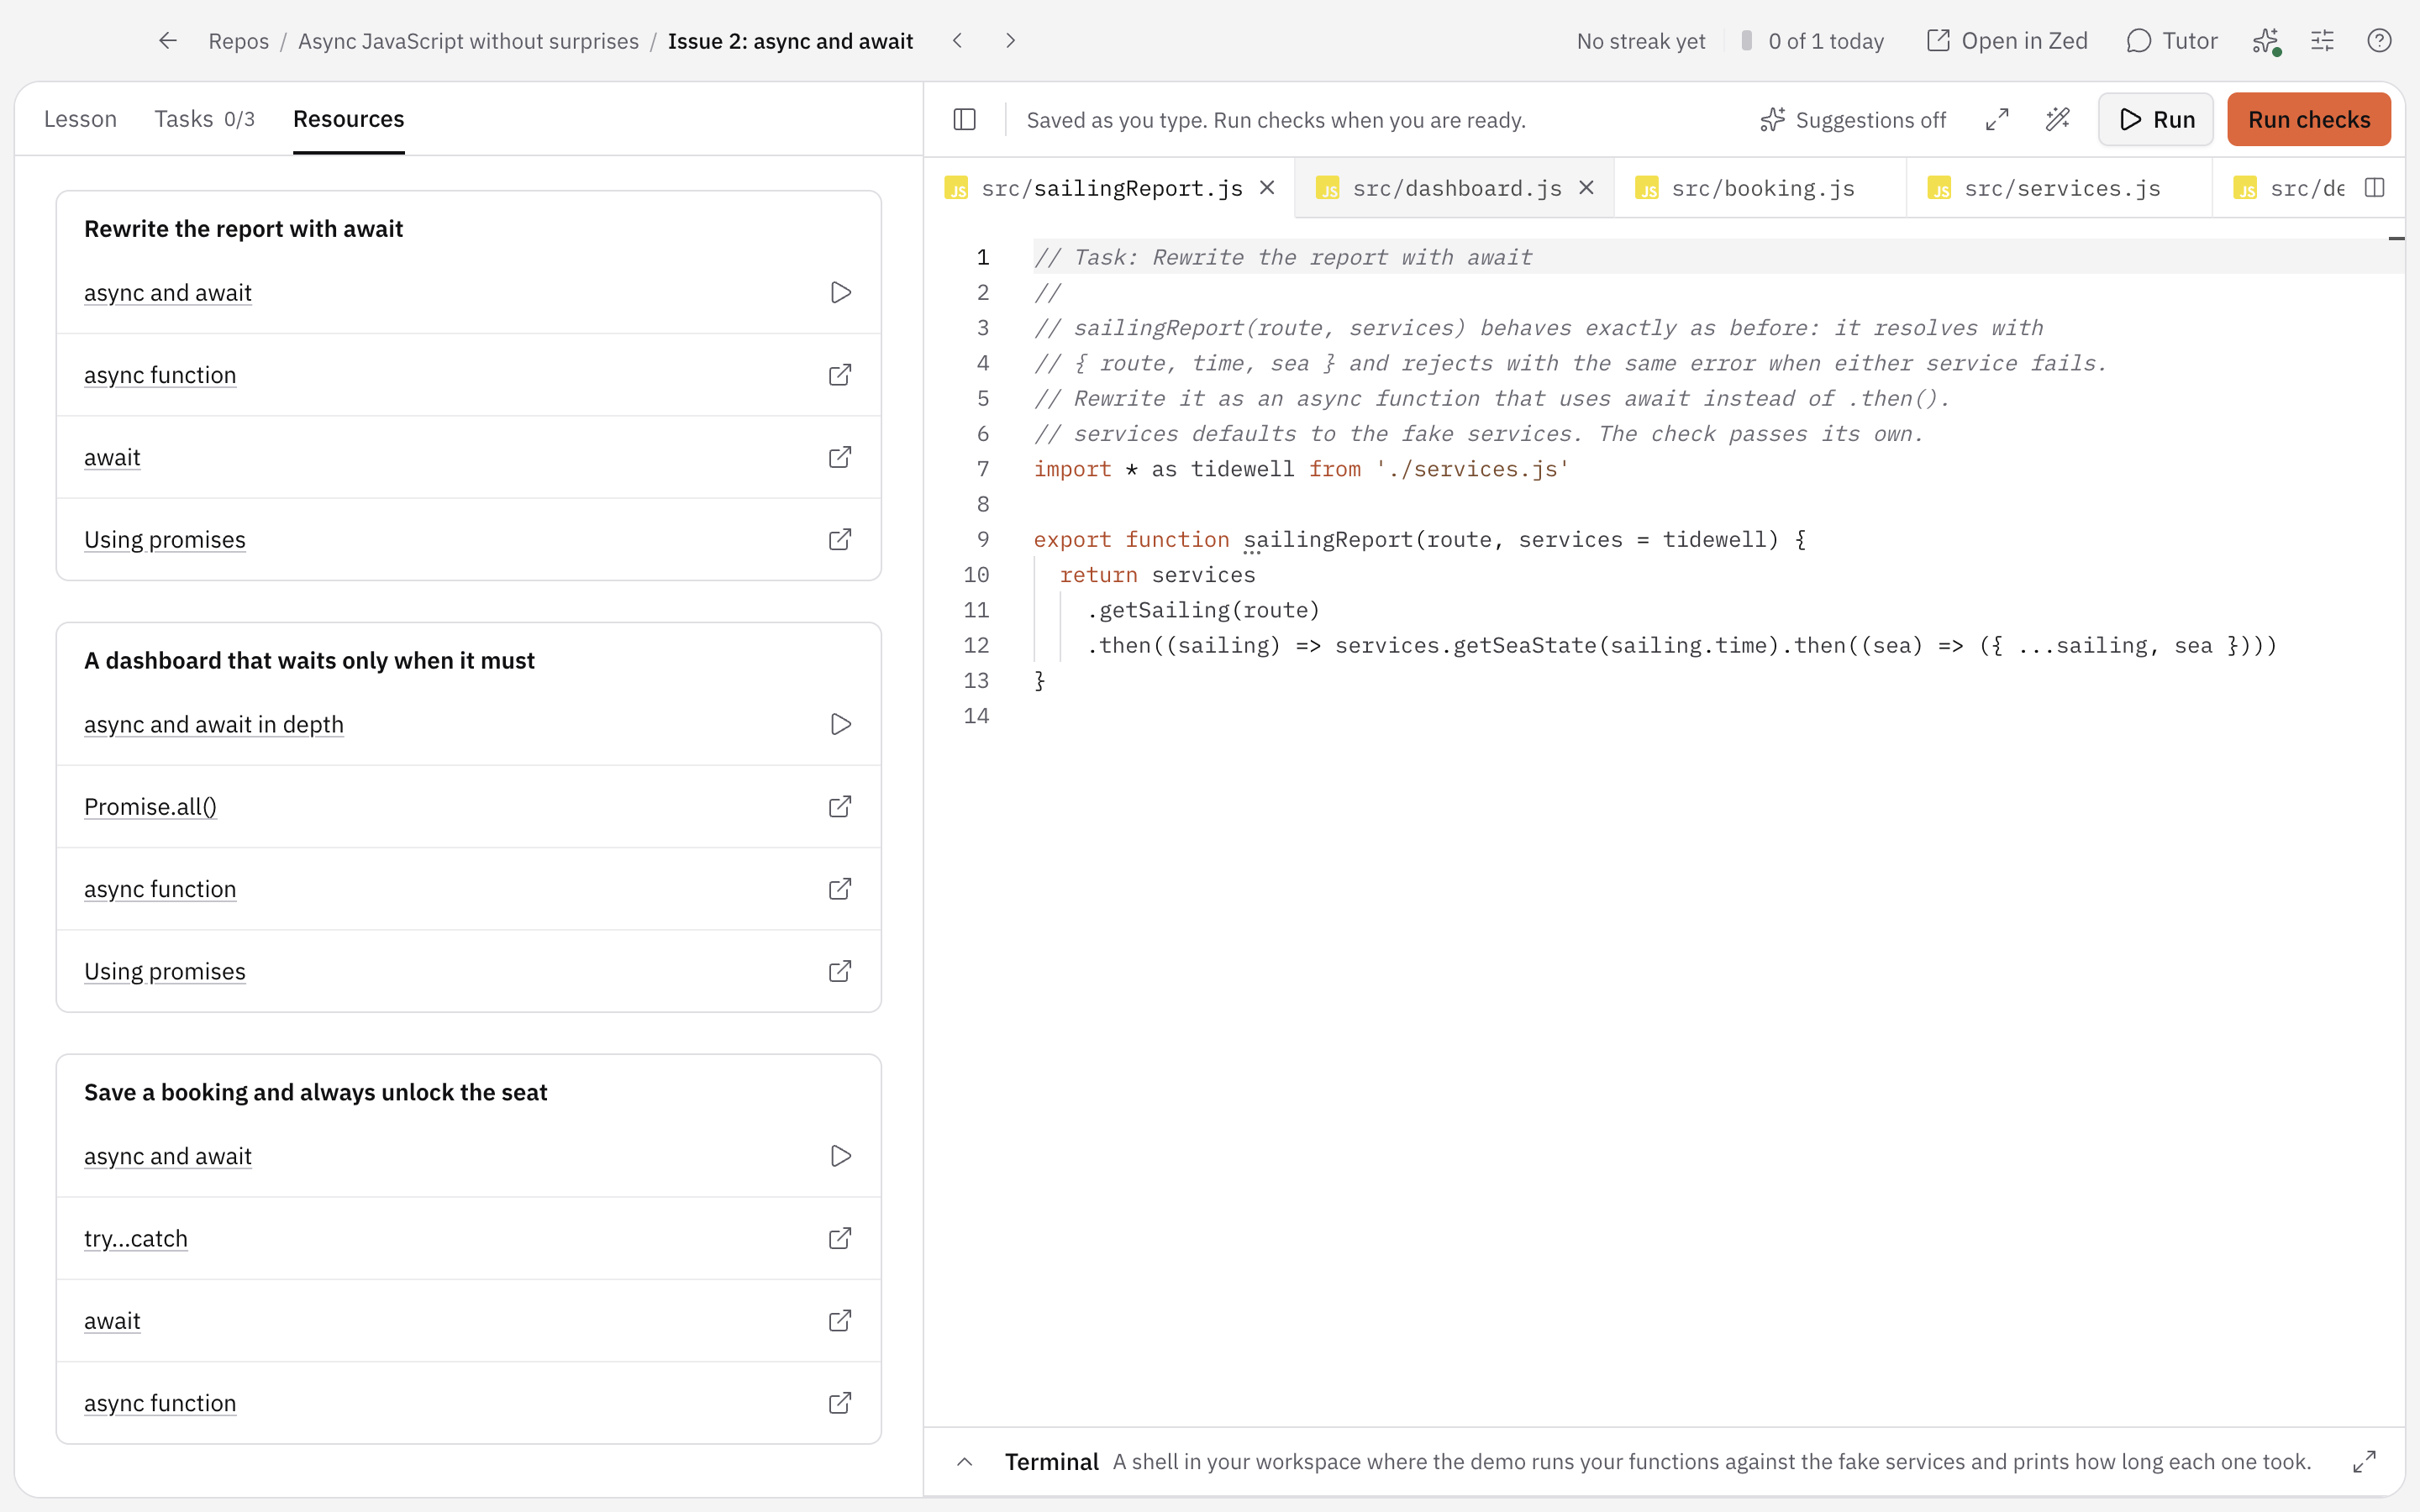 Repos / Async JavaScript without surprises / Issue 2: async and await
No streak yet
0 of 1 today
Open in Zed
Tutor
Lesson
Tasks 0/3
Resources
Rewrite the report with await
async and await
async function
await
Using promises
A dashboard that waits only when it must
async and await in depth
Promise.all()
async function
Using promises
Save a booking and always unlock the seat
async and await
try...catch
await
async function
Saved as you type. Run checks when you are ready.
Suggestions off
Run
Run checks
JS src/sailingReport.js
JS src/dashboard.js
JS src/booking.js
JS src/services.js
JS src/de
1 // Task: Rewrite the report with await
2 //
3 // sailingReport(route, services) behaves exactly as before: it resolves with
4 // { route, time, sea } and rejects with the same error when either service fails.
5 // Rewrite it as an async function that uses await instead of .then().
6 // services defaults to the fake services. The check passes its own.
7 import * as tidewell from './services.js'
8
9 export function sailingReport(route, services = tidewell) {
10 return services
11 .getSailing(route)
12 .then((sailing) => services.getSeaState(sailing.time).then((sea) => ({ ...sailing, sea })))
13 }
14
Terminal A shell in your workspace where the demo runs your functions against the fake services and prints how long each one took.